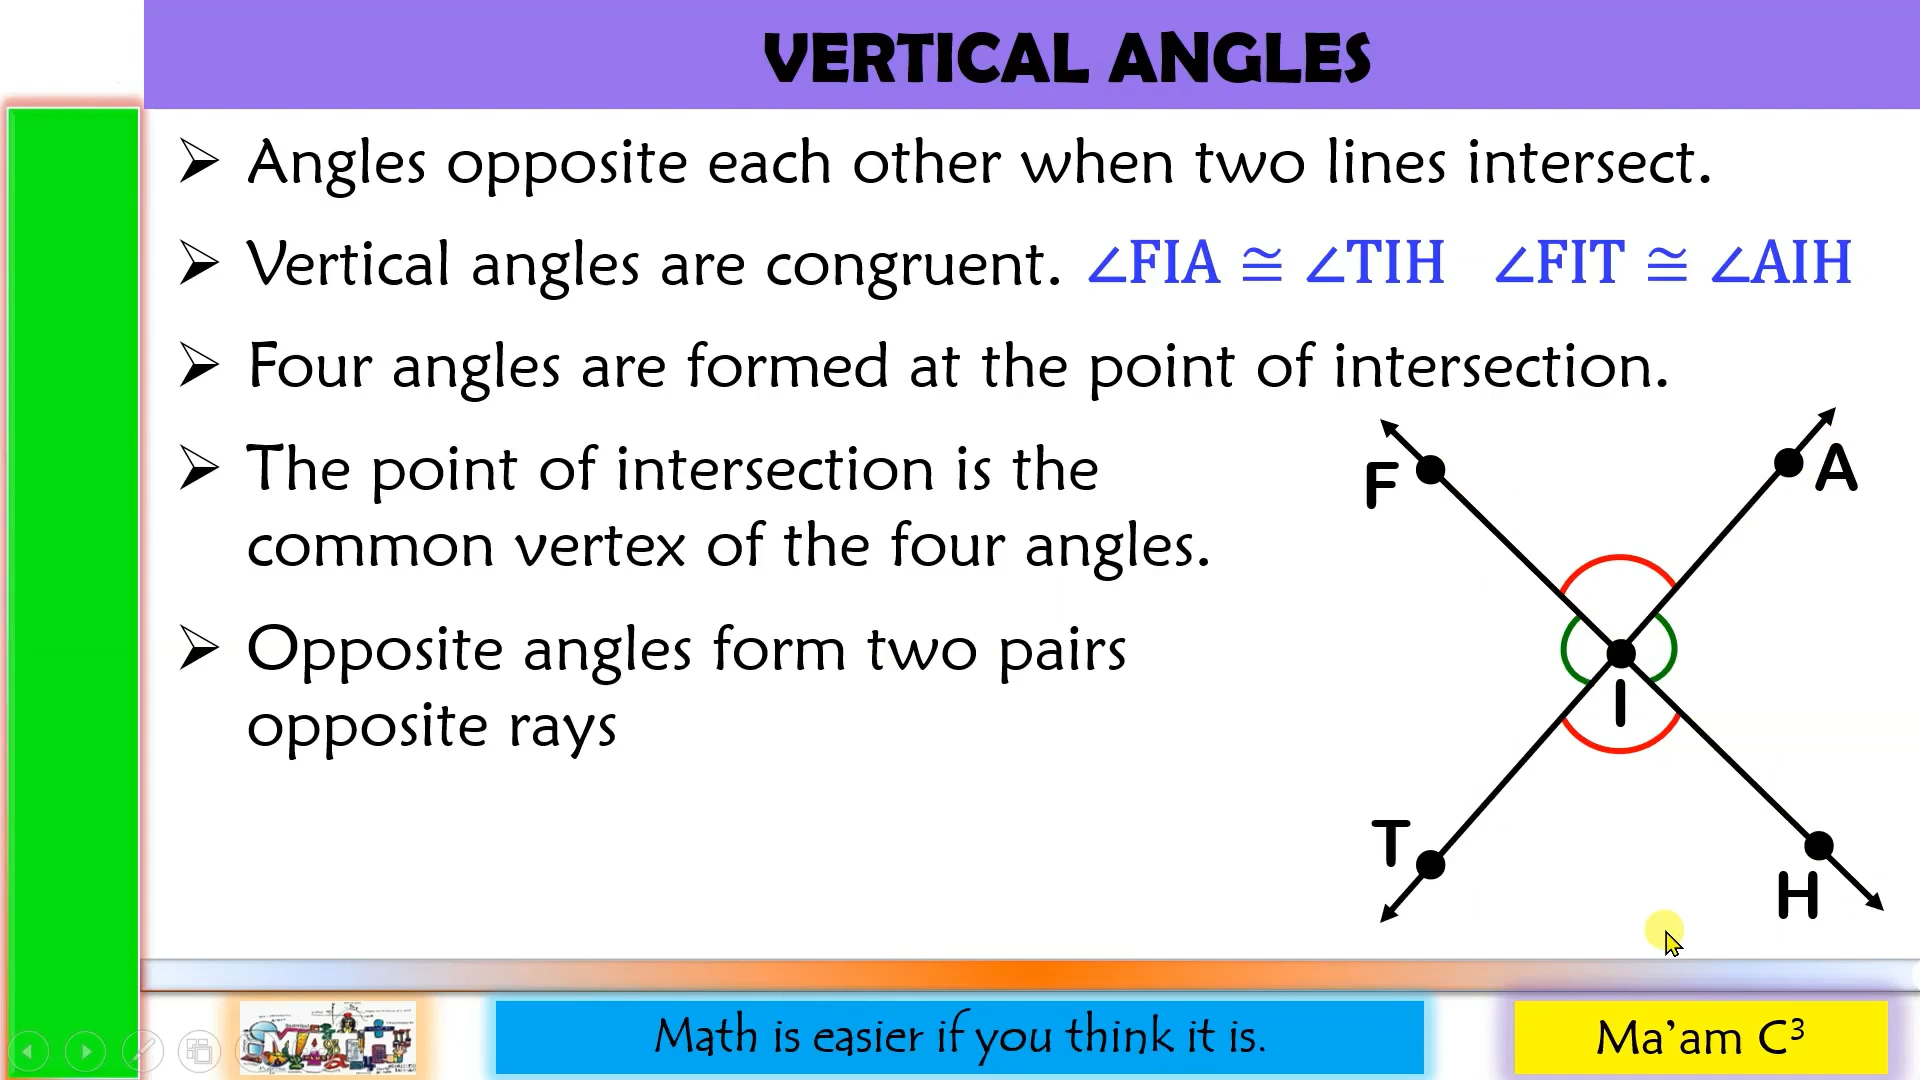 VERTICAL ANGLES
➢ Angles opposite each other when two lines intersect.
➢ Vertical angles are congruent. ∠FIA ≅ ∠TIH ∠FIT ≅ ∠AIH
➢ Four angles are formed at the point of intersection.
➢ The point of intersection is the
common vertex of the four angles.
➢ Opposite angles form two pairs
opposite rays
F
A
I
T
H
MATH
Math is easier if you think it is.
Ma’am C³